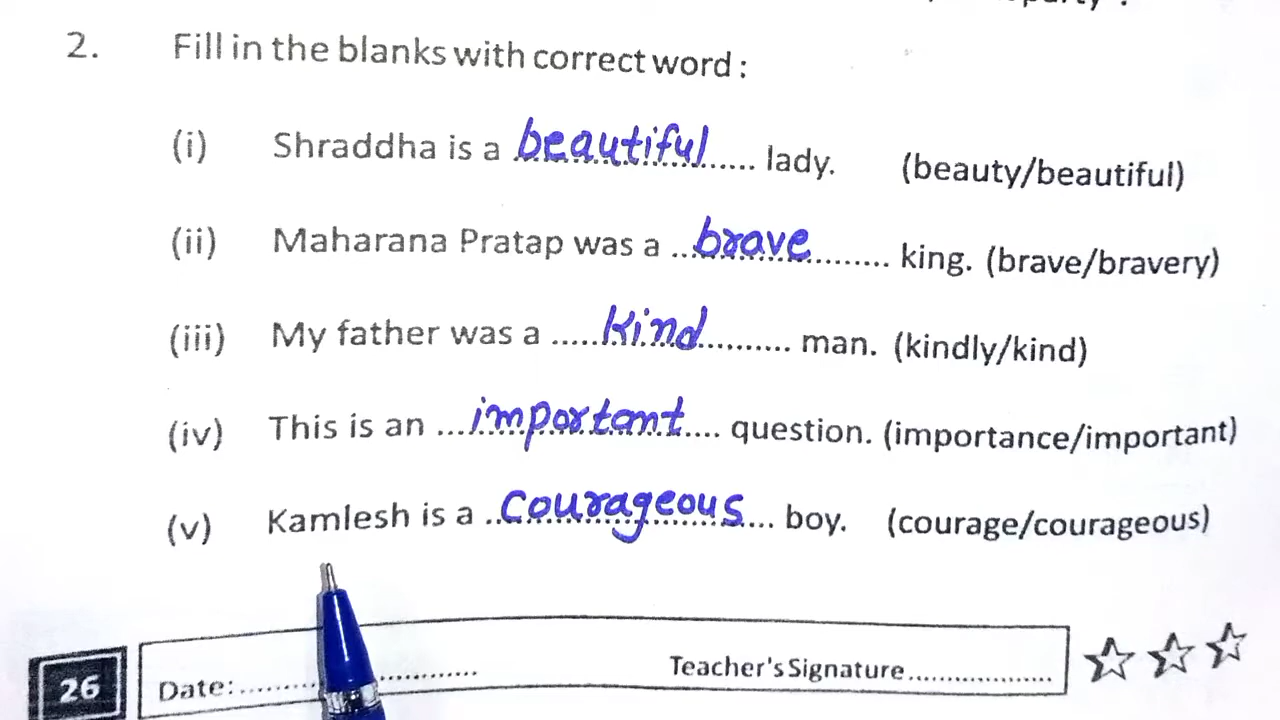 2. Fill in the blanks with correct word :
(i) Shraddha is a beautiful lady. (beauty/beautiful)
(ii) Maharana Pratap was a brave king. (brave/bravery)
(iii) My father was a kind man. (kindly/kind)
(iv) This is an important question. (importance/important)
(v) Kamlesh is a courageous boy. (courage/courageous)
26 Date:.................... Teacher's Signature....................